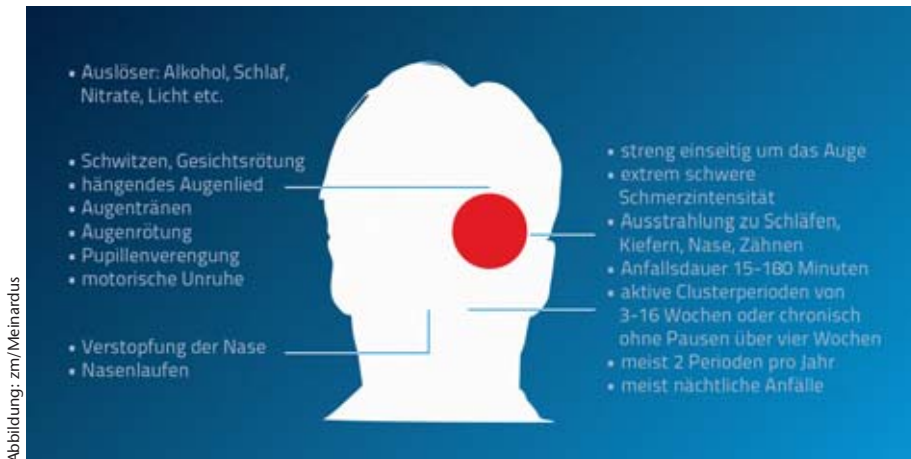 • Auslöser: Alkohol, Schlaf,
Nitrate, Licht etc.
• Schwitzen, Gesichtsrötung
• hängendes Augenlied
• Augentränen
• Augenrötung
• Pupillenverengung
• motorische Unruhe
• Verstopfung der Nase
• Nasenlaufen
• streng einseitig um das Auge
• extrem schwere
Schmerzintensität
• Ausstrahlung zu Schläfen,
Kiefern, Nase, Zähnen
• Anfallsdauer 15-180 Minuten
• aktive Clusterperioden von
3-16 Wochen oder chronisch
ohne Pausen über vier Wochen
• meist 2 Perioden pro Jahr
• meist nächtliche Anfälle
Abbildung: zm/Meinardus